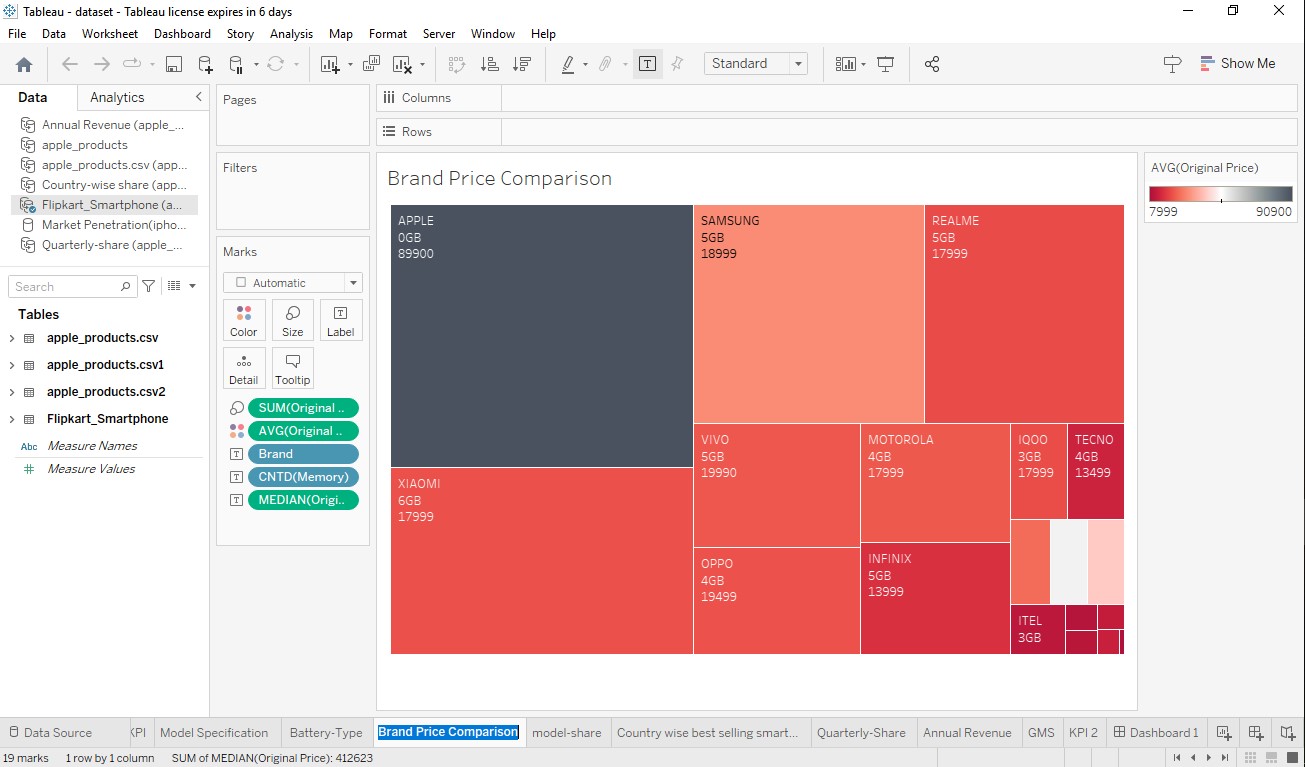 Tableau - dataset - Tableau license expires in 6 days
File Data Worksheet Dashboard Story Analysis Map Format Server Window Help
Standard
Show Me
Data
Analytics
Annual Revenue (apple_...
apple_products
apple_products.csv (app...
Country-wise share (app...
Flipkart_Smartphone (a...
Market Penetration(ipho...
Quarterly-share (apple_...
Search
Tables
apple_products.csv
apple_products.csv1
apple_products.csv2
Flipkart_Smartphone
Abc Measure Names
# Measure Values
Pages
Filters
Marks
Automatic
Color Size Label
Detail Tooltip
SUM(Original ..
AVG(Original ..
Brand
CNTD(Memory)
MEDIAN(Origi..
Columns
Rows
Brand Price Comparison
APPLE
0GB
89900
SAMSUNG
5GB
18999
REALME
5GB
17999
XIAOMI
6GB
17999
VIVO
5GB
19990
MOTOROLA
4GB
17999
IQOO
3GB
17999
TECNO
4GB
13499
OPPO
4GB
19499
INFINIX
5GB
13999
ITEL
3GB
AVG(Original Price)
7999 90900
Data Source KPI Model Specification Battery-Type Brand Price Comparison model-share Country wise best selling smart... Quarterly-Share Annual Revenue GMS KPI 2 Dashboard 1
19 marks 1 row by 1 column SUM of MEDIAN(Original Price): 412623